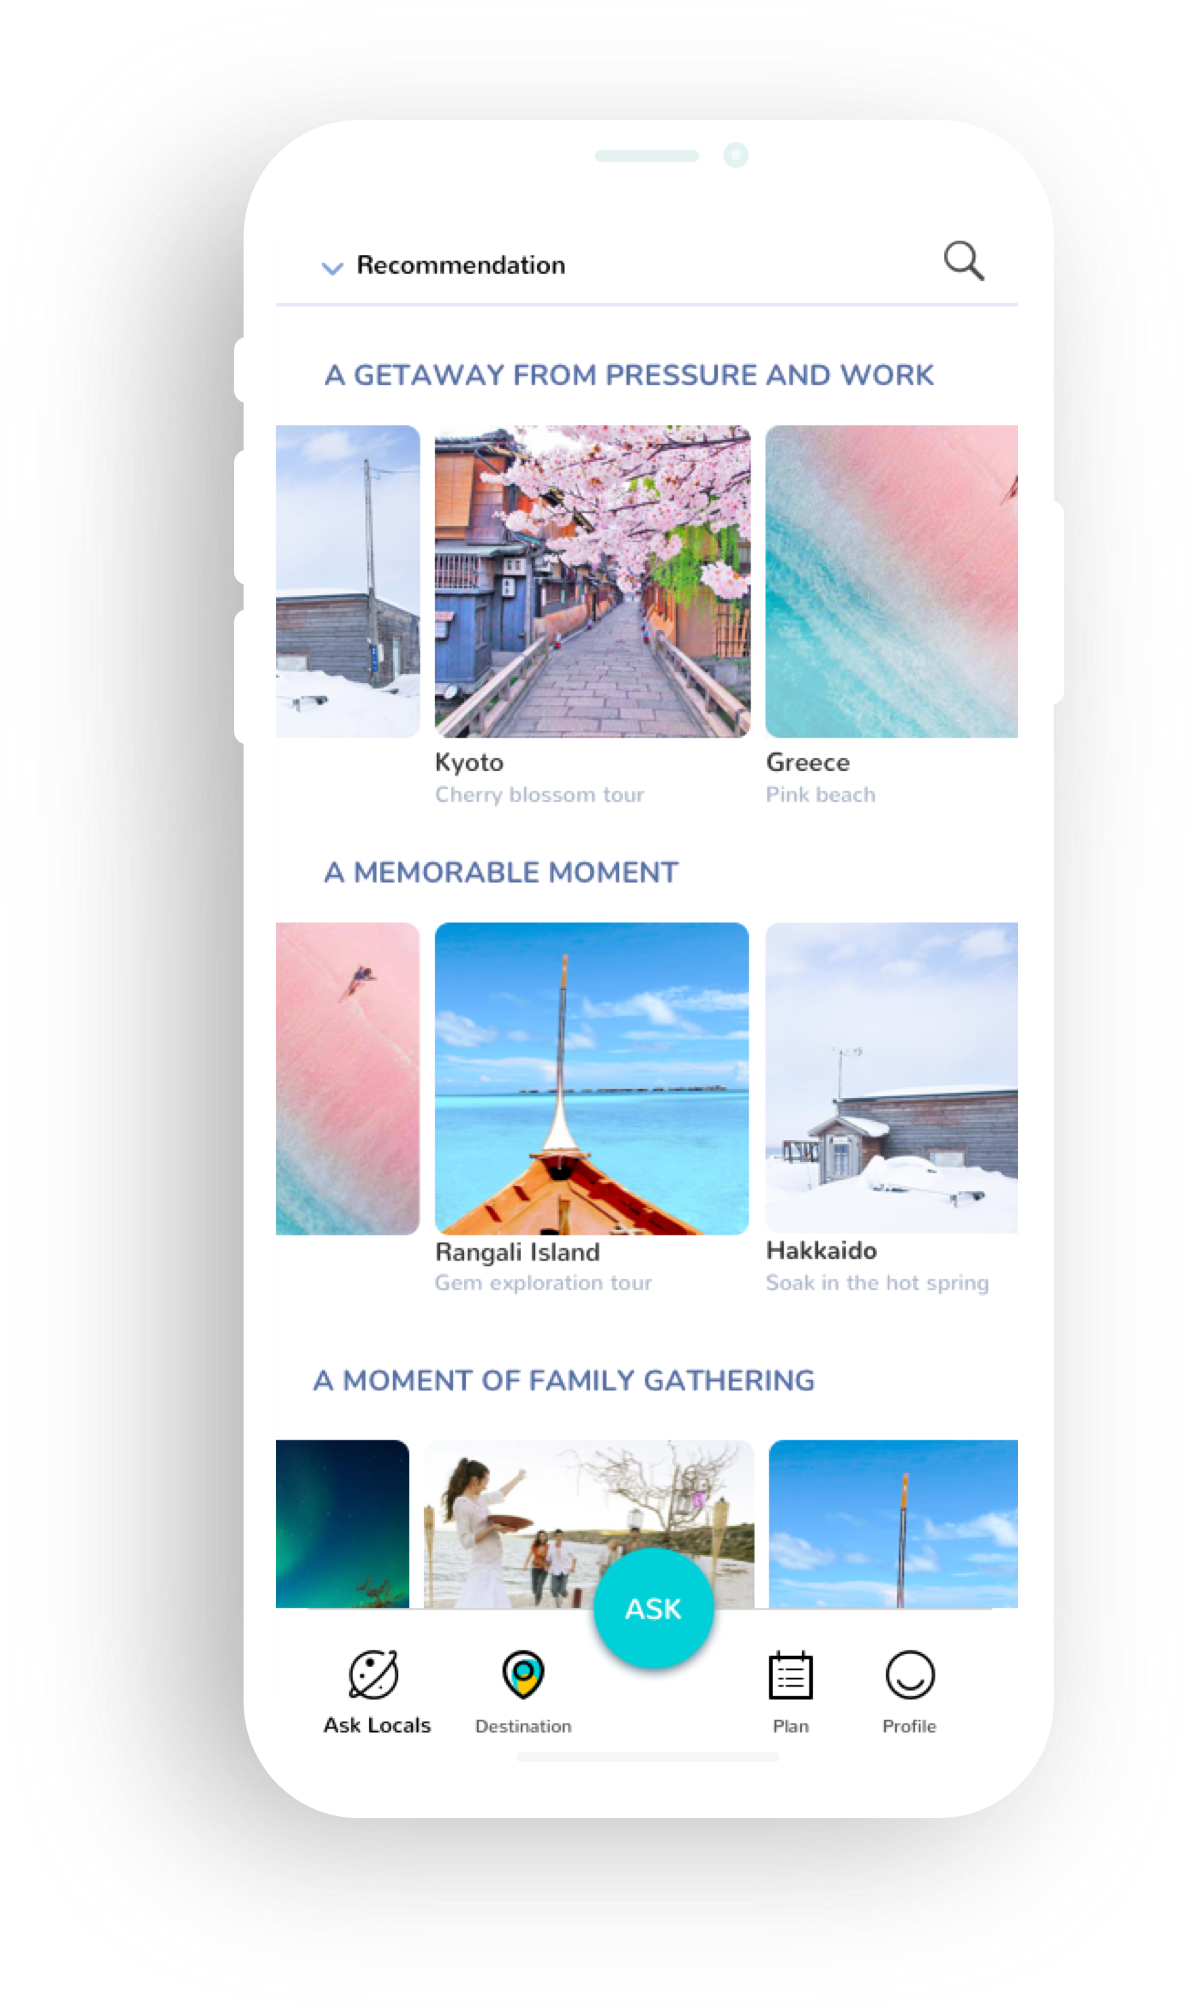 Recommendation
A GETAWAY FROM PRESSURE AND WORK
Kyoto
Greece
Cherry blossom tour
Pink beach
A MEMORABLE MOMENT
Rangali Island
Hakkaido
Gem exploration tour
Soak in the hot spring
A MOMENT OF FAMILY GATHERING
ASK
Ask Locals
Destination
Plan
Profile